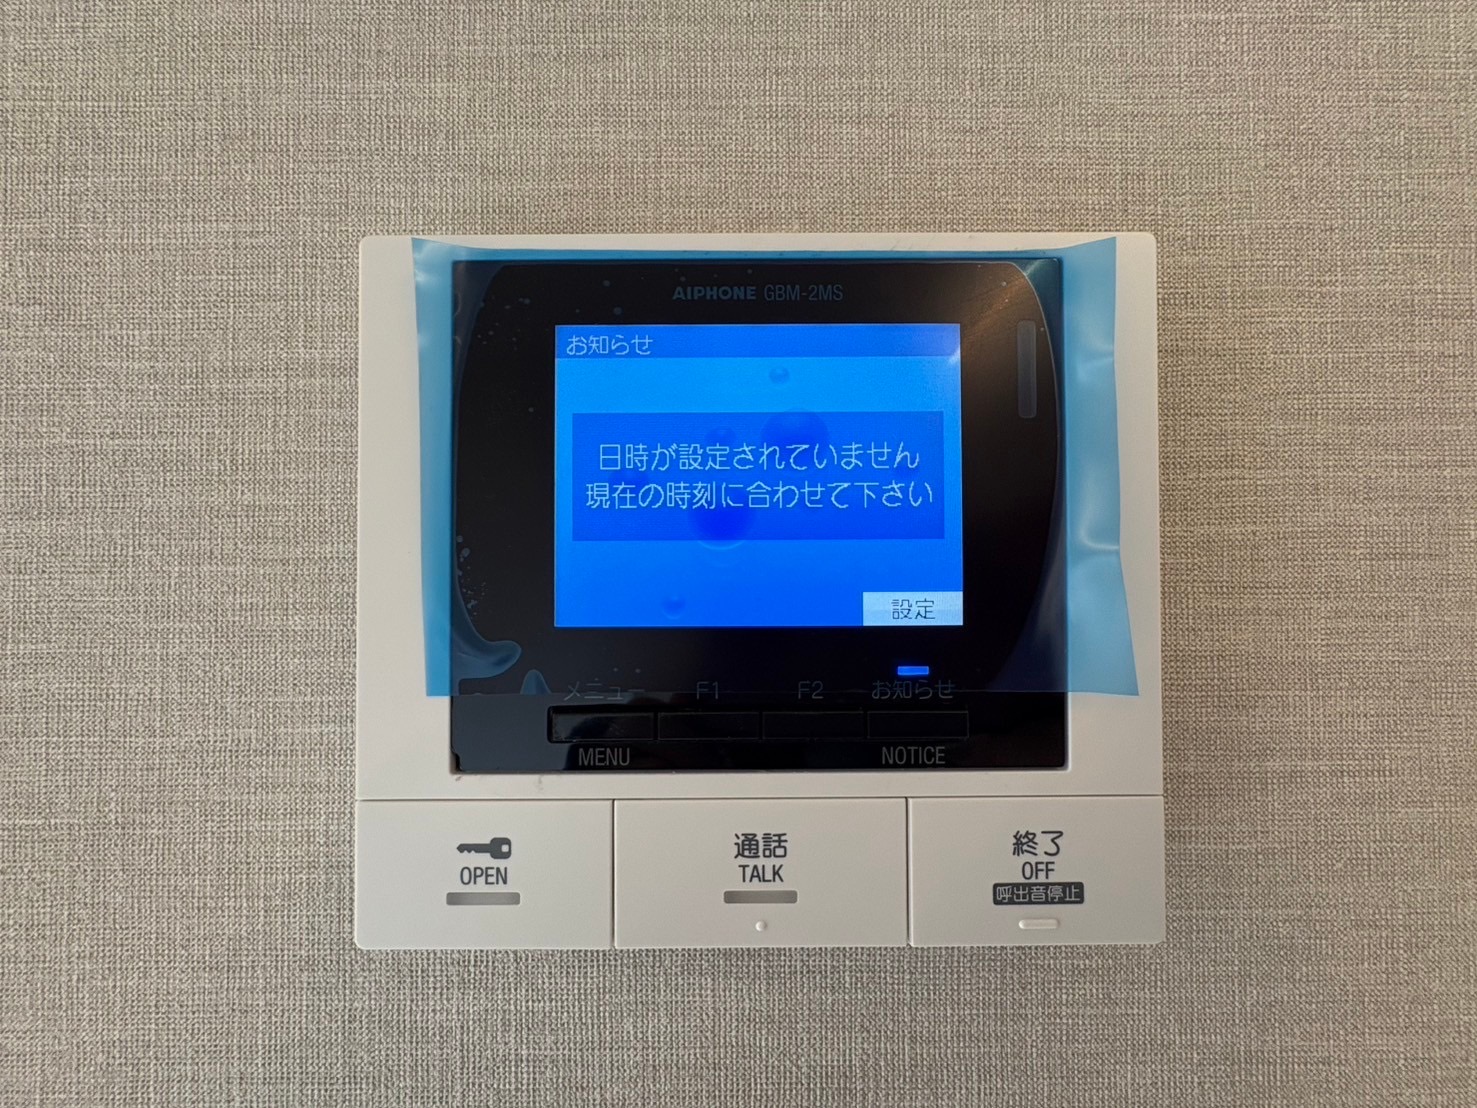 AIPHONE GBM-2MS
お知らせ
日時が設定されていません
現在の時刻に合わせて下さい
設定
メニュー F1 F2 お知らせ
MENU NOTICE
OPEN
通話
TALK
終了
OFF
呼出音停止